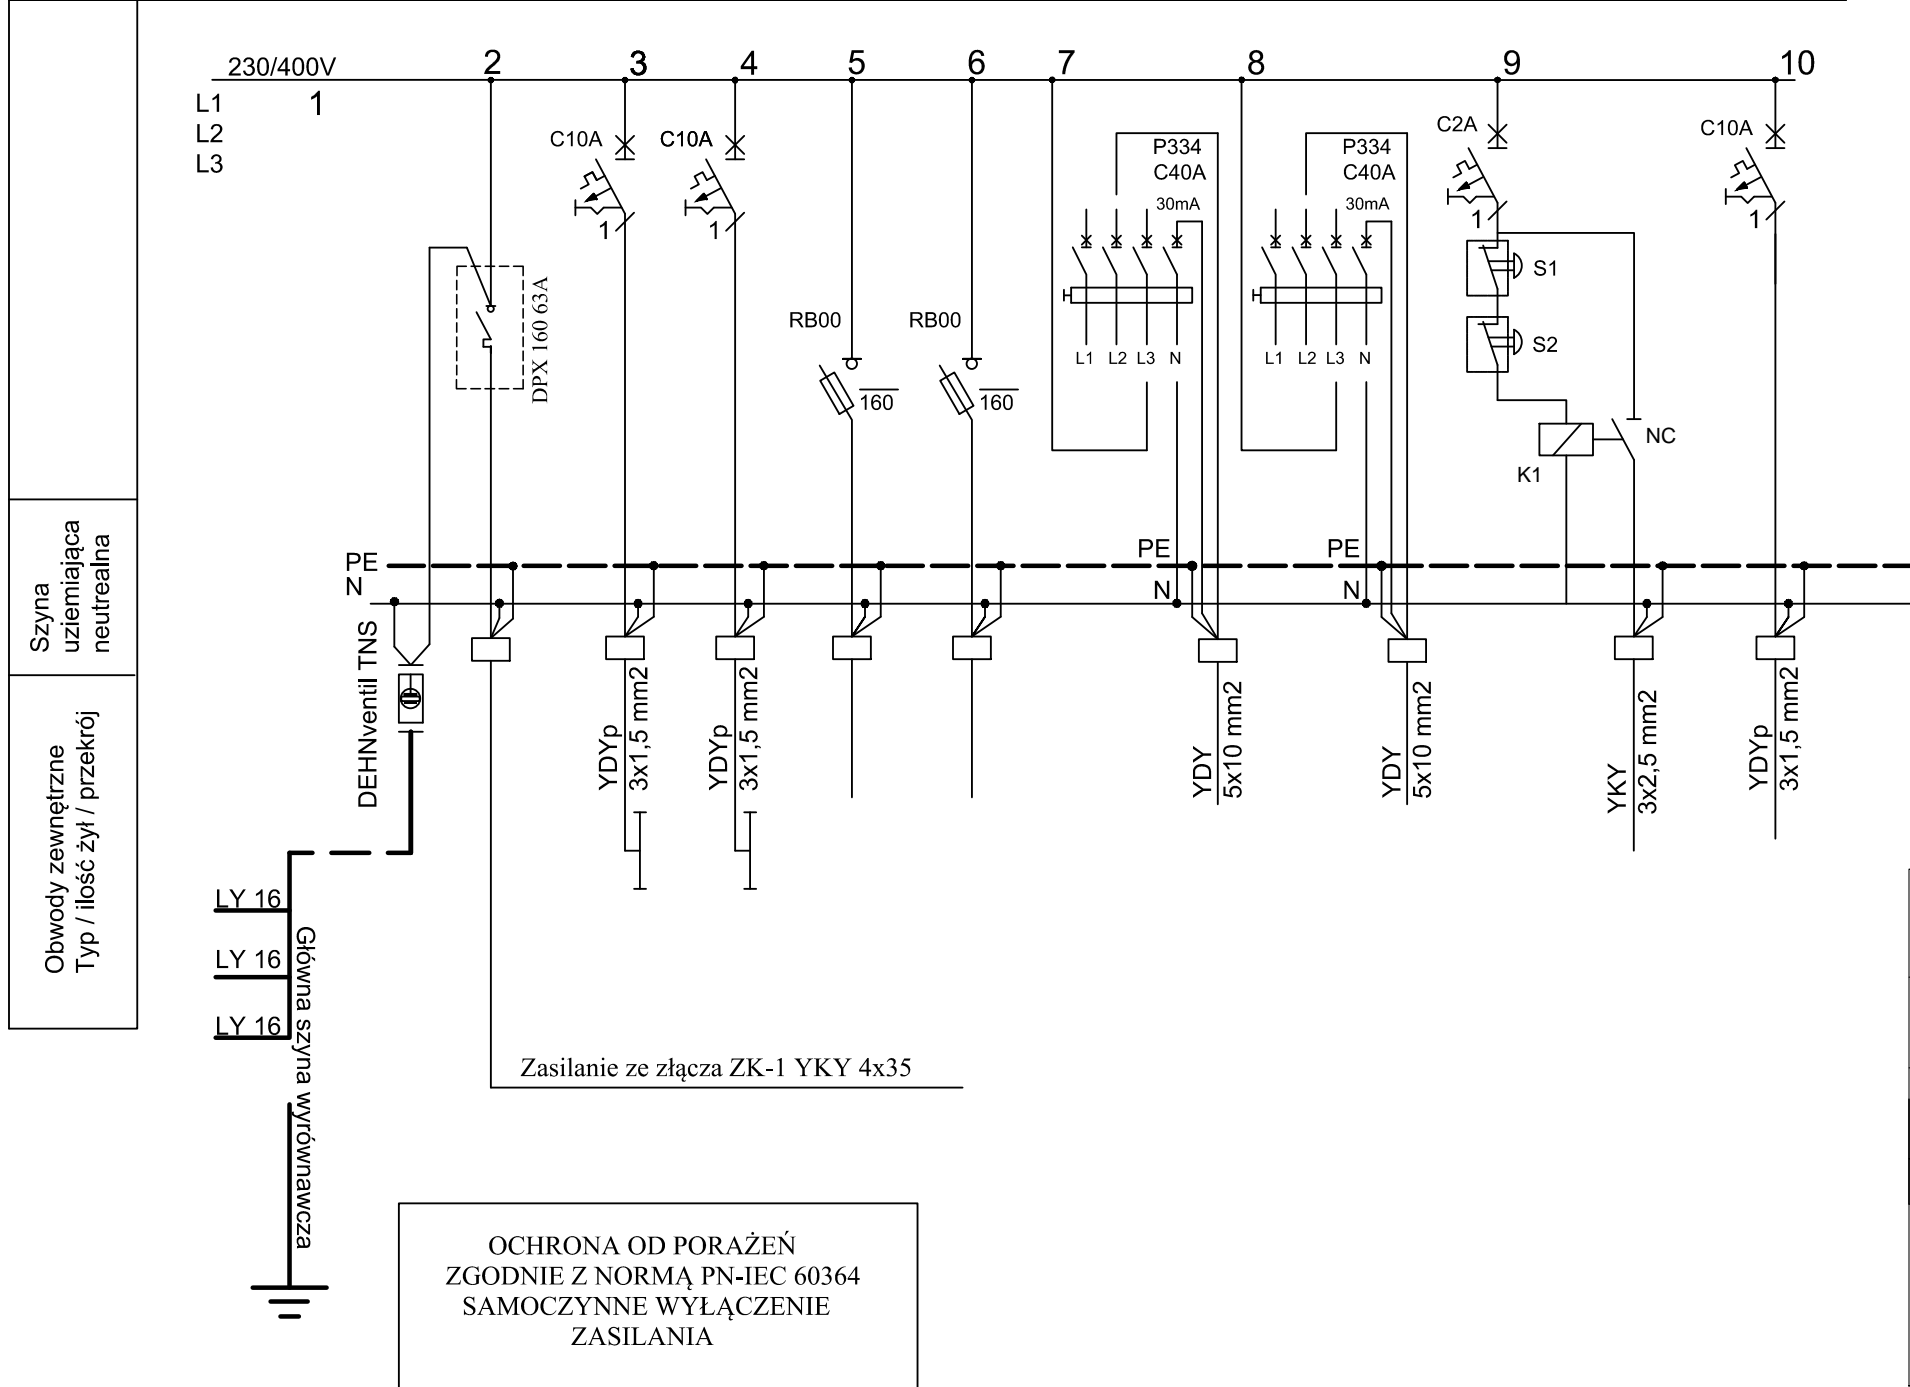 230/400V
L1
L2
L3
1
2
3
4
5
6
7
8
9
10
C10A
1
C10A
1
DPX 160 63A
RB00
160
RB00
160
P334
C40A
30mA
L1 L2 L3 N
P334
C40A
30mA
L1 L2 L3 N
C2A
1
S1
S2
K1
NC
C10A
1
Szyna
uziemiająca
neutrealna
PE
N
PE
N
PE
N
Obwody zewnętrzne
Typ / ilość żył / przekrój
DEHNventil TNS
YDYp
3x1,5 mm2
YDYp
3x1,5 mm2
YDY
5x10 mm2
YDY
5x10 mm2
YKY
3x2,5 mm2
YDYp
3x1,5 mm2
LY 16
LY 16
LY 16
Główna szyna wyrównawcza
Zasilanie ze złącza ZK-1 YKY 4x35
OCHRONA OD PORAŻEŃ
ZGODNIE Z NORMĄ PN-IEC 60364
SAMOCZYNNE WYŁĄCZENIE
ZASILANIA